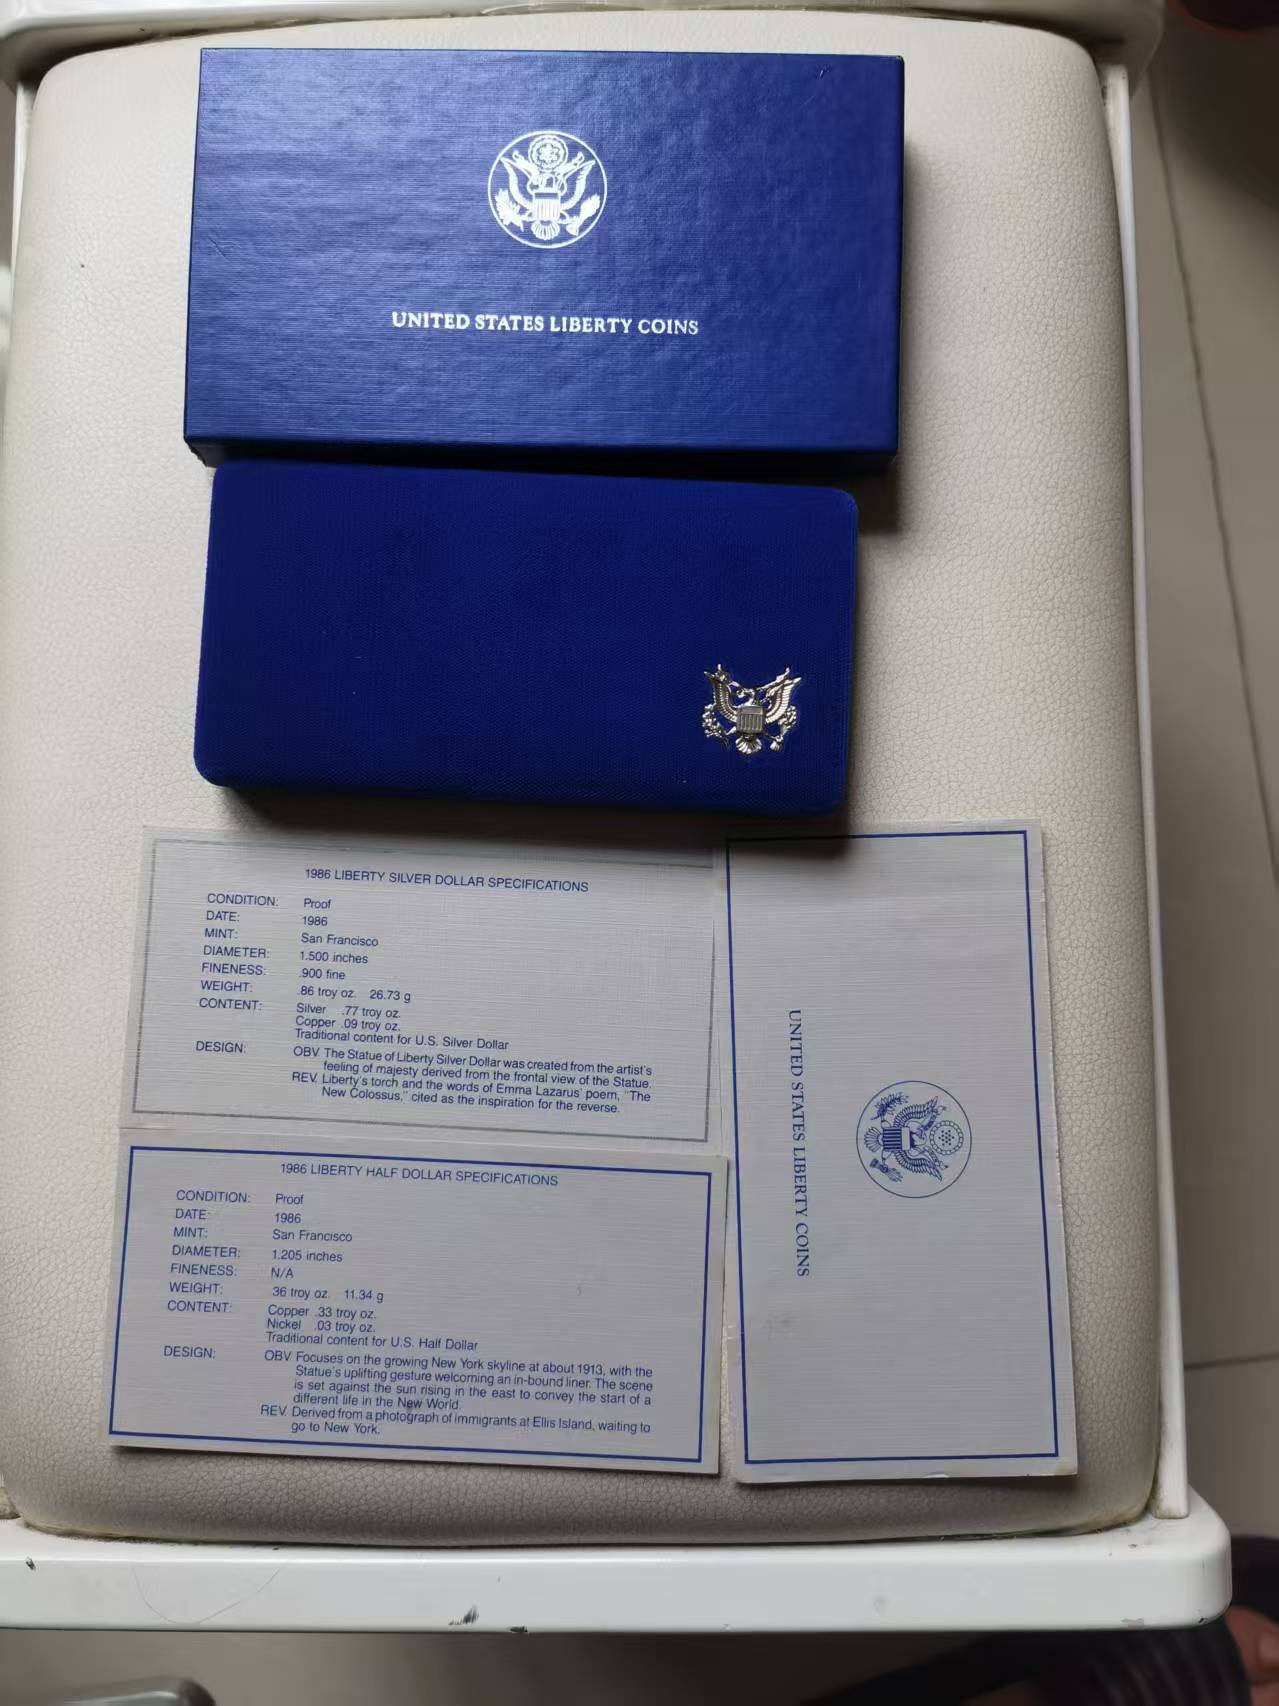 UNITED STATES LIBERTY COINS
1986 LIBERTY SILVER DOLLAR SPECIFICATIONS
CONDITION: Proof
DATE: 1986
MINT: San Francisco
DIAMETER: 1.500 inches
FINENESS: .900 fine
WEIGHT: .86 troy oz. 26.73 g
CONTENT: Silver .77 troy oz.
Copper .09 troy oz.
Traditional content for U.S. Silver Dollar
DESIGN: OBV. The Statue of Liberty Silver Dollar was created from the artist's
feeling of majesty derived from the frontal view of the Statue.
REV. Liberty's torch and the words of Emma Lazarus' poem, "The
New Colossus," cited as the inspiration for the reverse.
1986 LIBERTY HALF DOLLAR SPECIFICATIONS
CONDITION: Proof
DATE: 1986
MINT: San Francisco
DIAMETER: 1.205 inches
FINENESS: N/A
WEIGHT: .36 troy oz. 11.34 g
CONTENT: Copper .33 troy oz.
Nickel .03 troy oz.
Traditional content for U.S. Half Dollar
DESIGN: OBV. Focuses on the growing New York skyline at about 1913, with the
Statue's uplifting gesture welcoming an in-bound liner. The scene
is set against the sun rising in the east to convey the start of a
different life in the New World.
REV. Derived from a photograph of immigrants at Ellis Island, waiting to
go to New York.
UNITED STATES LIBERTY COINS